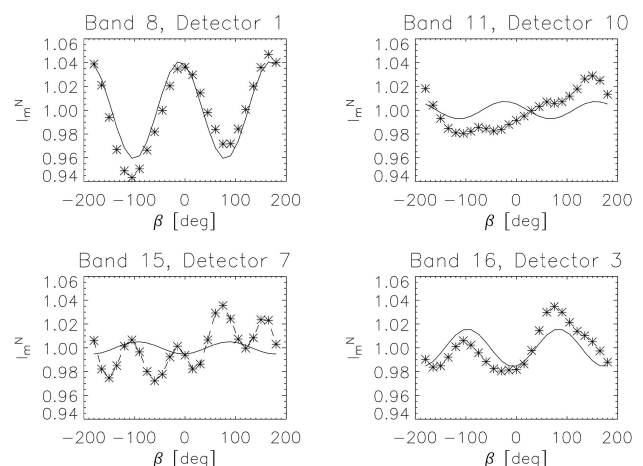 Band 8, Detector 1
1.06
1.04
1.02
1.00
0.98
0.96
0.94
I_m^N
-200 -100 0 100 200
β [deg]
Band 11, Detector 10
1.06
1.04
1.02
1.00
0.98
0.96
0.94
I_m^N
-200 -100 0 100 200
β [deg]
Band 15, Detector 7
1.06
1.04
1.02
1.00
0.98
0.96
0.94
I_m^N
-200 -100 0 100 200
β [deg]
Band 16, Detector 3
1.06
1.04
1.02
1.00
0.98
0.96
0.94
I_m^N
-200 -100 0 100 200
β [deg]